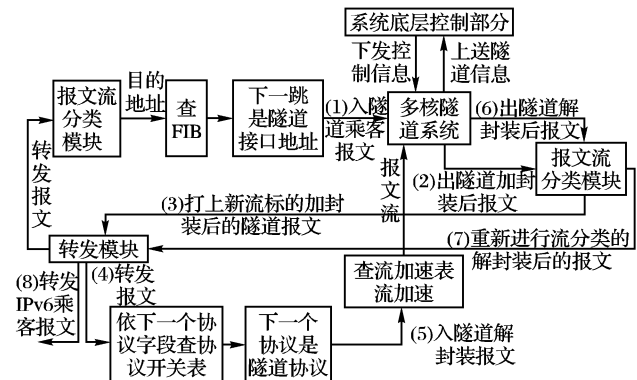 系统底层控制部分
下发控
制信息
上送隧
道信息
目的
地址
报文流
分类
模块
查
FIB
下一跳
是隧道
接口地址
(1)入隧
道乘客
报文
多核隧
道系统
(6)出隧道解
封装后报文
转
发
报
文
报
文
流
(2)出隧道加封
装后报文
报文流
分类模块
(3)打上新流标的加封
装后的隧道报文
转发模块
(7)重新进行流分类的
解封装后的报文
(8)转发
IPv6乘
客报文
(4)转发
报文
查流加速表
流加速
依下一个协
议字段查协
议开关表
下一个
协议是
隧道协议
(5)入隧道解
封装报文